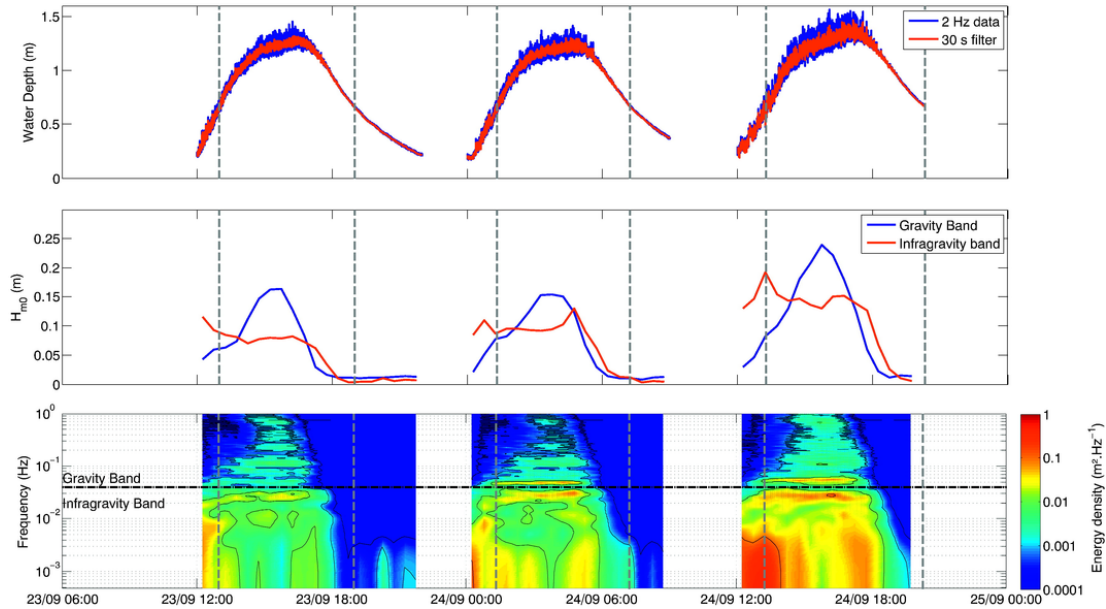 1.5
1
0.5
0
Water Depth (m)
2 Hz data
30 s filter
0.25
0.2
0.15
0.1
0.05
0
H_m0 (m)
Gravity Band
Infragravity band
10^0
10^-1
10^-2
10^-3
Frequency (Hz)
Gravity Band
Infragravity Band
1
0.1
0.01
0.001
0.0001
Energy density (m².Hz⁻¹)
23/09 06:00 23/09 12:00 23/09 18:00 24/09 00:00 24/09 06:00 24/09 12:00 24/09 18:00 25/09 00:00